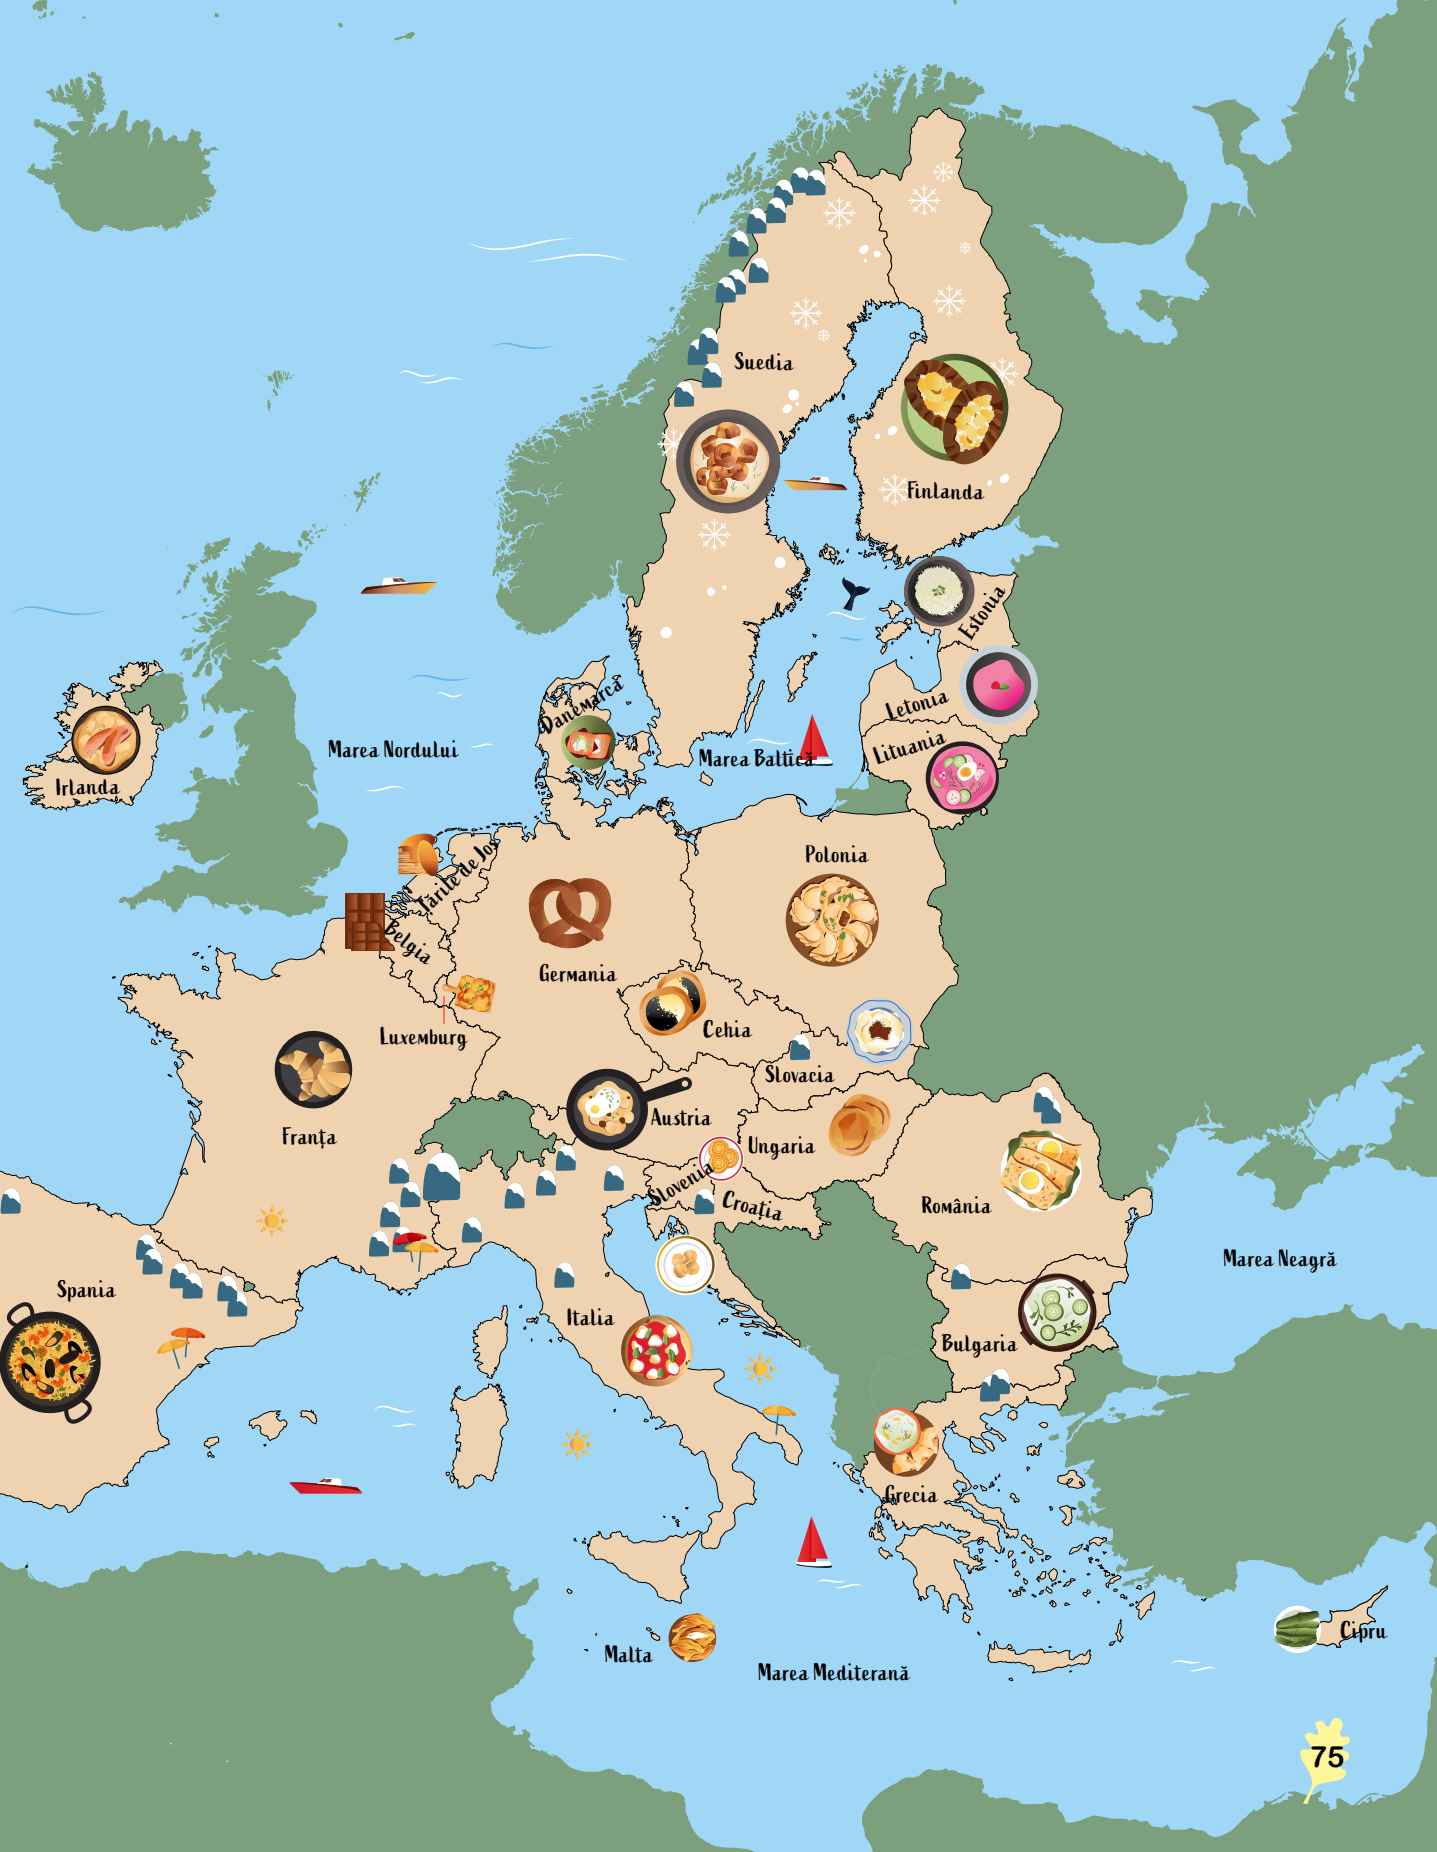 Suedia
Finlanda
Estonia
Letonia
Danemarca
Lituania
Marea Nordului
Marea Baltică
Irlanda
Polonia
Țările de Jos
Belgia
Germania
Cehia
Luxemburg
Slovacia
Austria
Franța
Ungaria
Slovenia
Croația
România
Marea Neagră
Spania
Italia
Bulgaria
Grecia
Cipru
Malta
Marea Mediterană
75